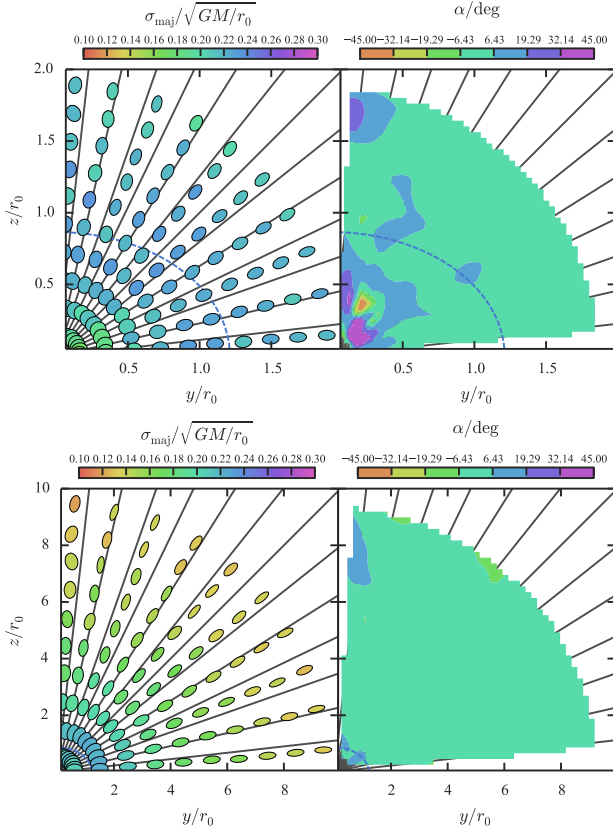 σ_maj/√GM/r₀ α/deg
0.10 0.12 0.14 0.16 0.18 0.20 0.22 0.24 0.26 0.28 0.30 −45.00 −32.14 −19.29 −6.43 6.43 19.29 32.14 45.00
2.0
1.5
z/r₀
1.0
0.5
0.5 1.0 1.5 0.5 1.0 1.5
y/r₀ y/r₀
σ_maj/√GM/r₀ α/deg
0.10 0.12 0.14 0.16 0.18 0.20 0.22 0.24 0.26 0.28 0.30 −45.00 −32.14 −19.29 −6.43 6.43 19.29 32.14 45.00
10
8
6
z/r₀
4
2
2 4 6 8 2 4 6 8
y/r₀ y/r₀